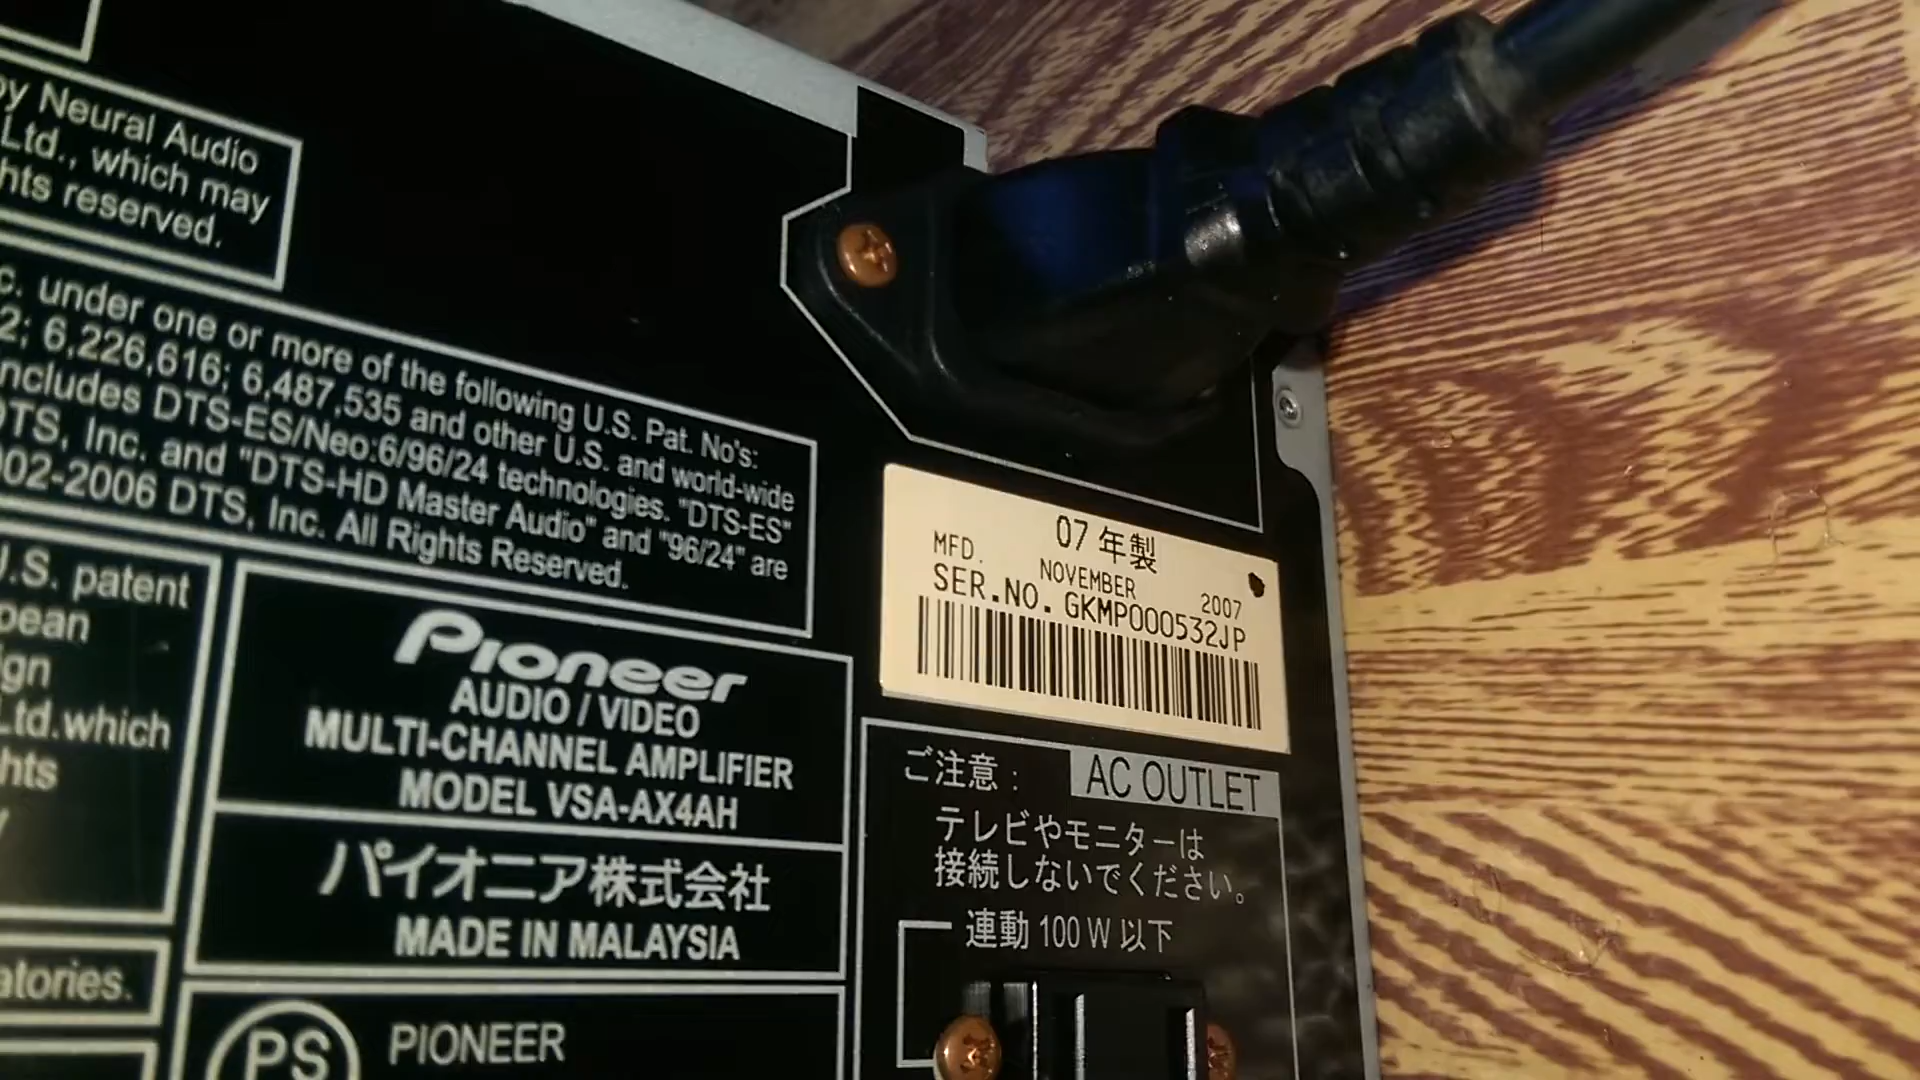 by Neural Audio
Ltd., which may
hts reserved.
c. under one or more of the following U.S. Pat. No's:
2; 6,226,616; 6,487,535 and other U.S. and world-wide
ncludes DTS-ES/Neo:6/96/24 technologies. "DTS-ES"
DTS, Inc. and "DTS-HD Master Audio" and "96/24" are
002-2006 DTS, Inc. All Rights Reserved.
U.S. patent
pean
ign
Ltd.which
hts
y
atories.
Pioneer
AUDIO / VIDEO
MULTI-CHANNEL AMPLIFIER
MODEL VSA-AX4AH
パイオニア株式会社
MADE IN MALAYSIA
PS
PIONEER
07 年製
MFD. NOVEMBER 2007
SER.NO. GKMP000532JP
ご注意 : AC OUTLET
テレビやモニターは
接続しないでください。
連動 100 W 以下